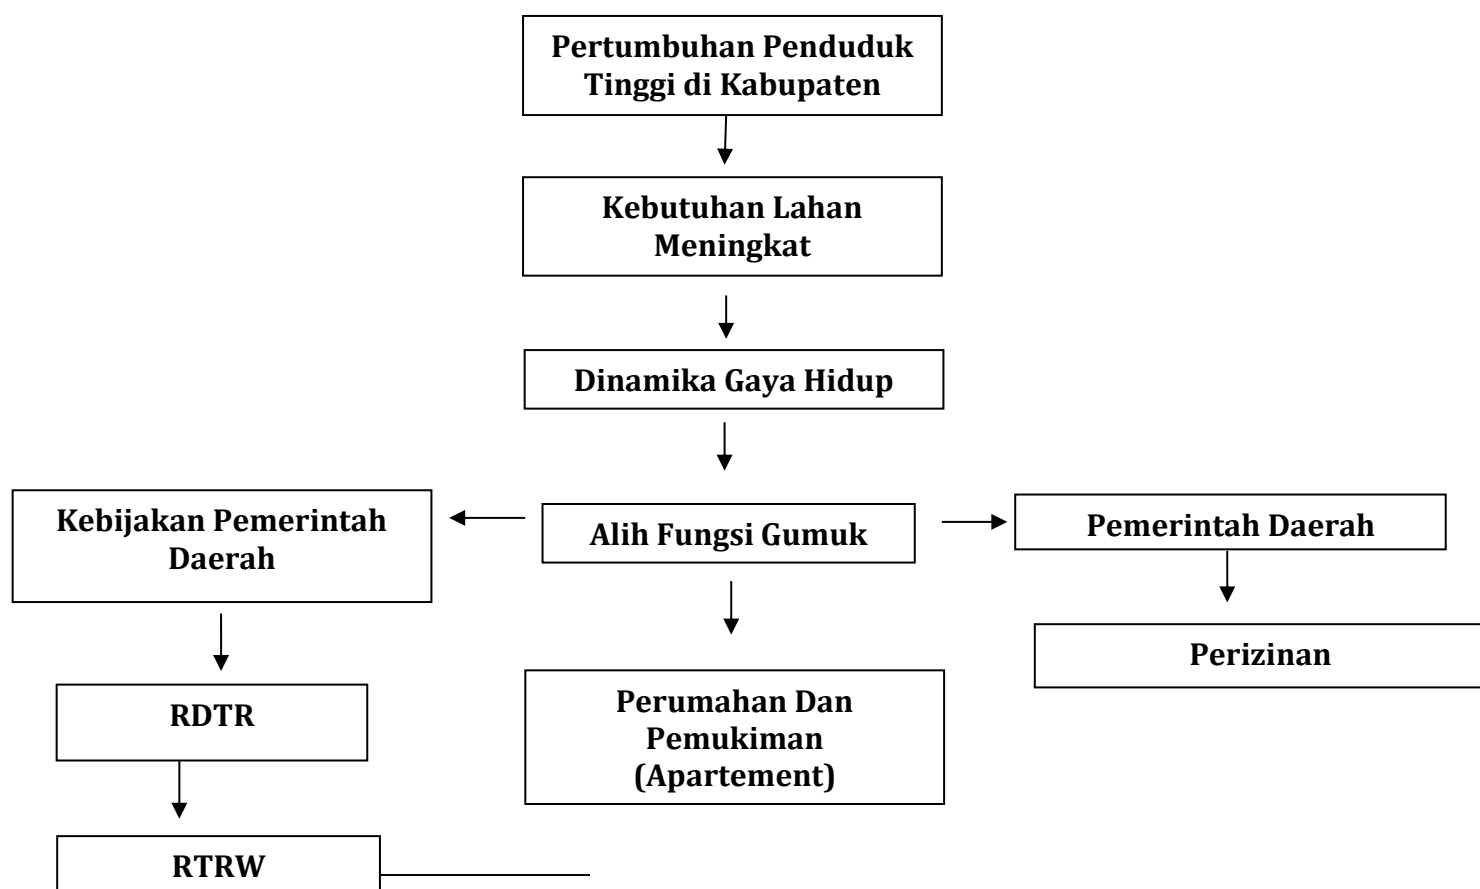 Pertumbuhan Penduduk
Tinggi di Kabupaten
Kebutuhan Lahan
Meningkat
Dinamika Gaya Hidup
Kebijakan Pemerintah
Daerah
Alih Fungsi Gumuk
Pemerintah Daerah
Perizinan
RDTR
Perumahan Dan
Pemukiman
(Apartement)
RTRW